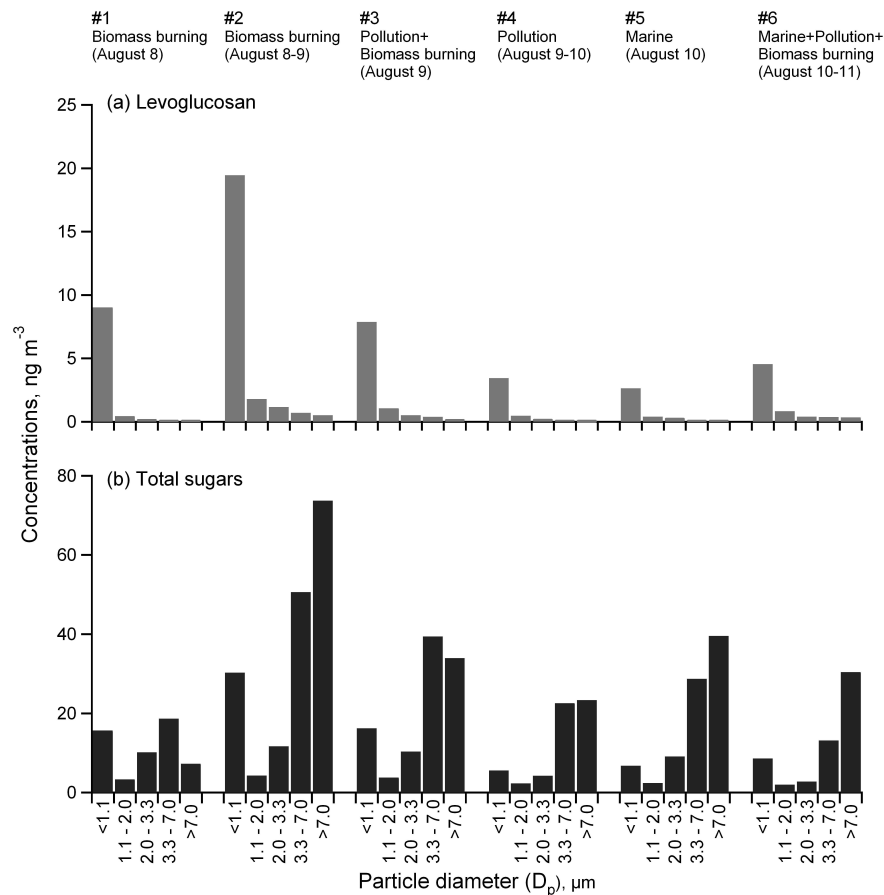 #1
Biomass burning
(August 8)
#2
Biomass burning
(August 8-9)
#3
Pollution+
Biomass burning
(August 9)
#4
Pollution
(August 9-10)
#5
Marine
(August 10)
#6
Marine+Pollution+
Biomass burning
(August 10-11)
(a) Levoglucosan
25
20
15
10
5
0
Concentrations, ng m⁻³
(b) Total sugars
80
60
40
20
0
<1.1
1.1 - 2.0
2.0 - 3.3
3.3 - 7.0
>7.0
<1.1
1.1 - 2.0
2.0 - 3.3
3.3 - 7.0
>7.0
<1.1
1.1 - 2.0
2.0 - 3.3
3.3 - 7.0
>7.0
<1.1
1.1 - 2.0
2.0 - 3.3
3.3 - 7.0
>7.0
<1.1
1.1 - 2.0
2.0 - 3.3
3.3 - 7.0
>7.0
<1.1
1.1 - 2.0
2.0 - 3.3
3.3 - 7.0
>7.0
Particle diameter (Dₚ), µm